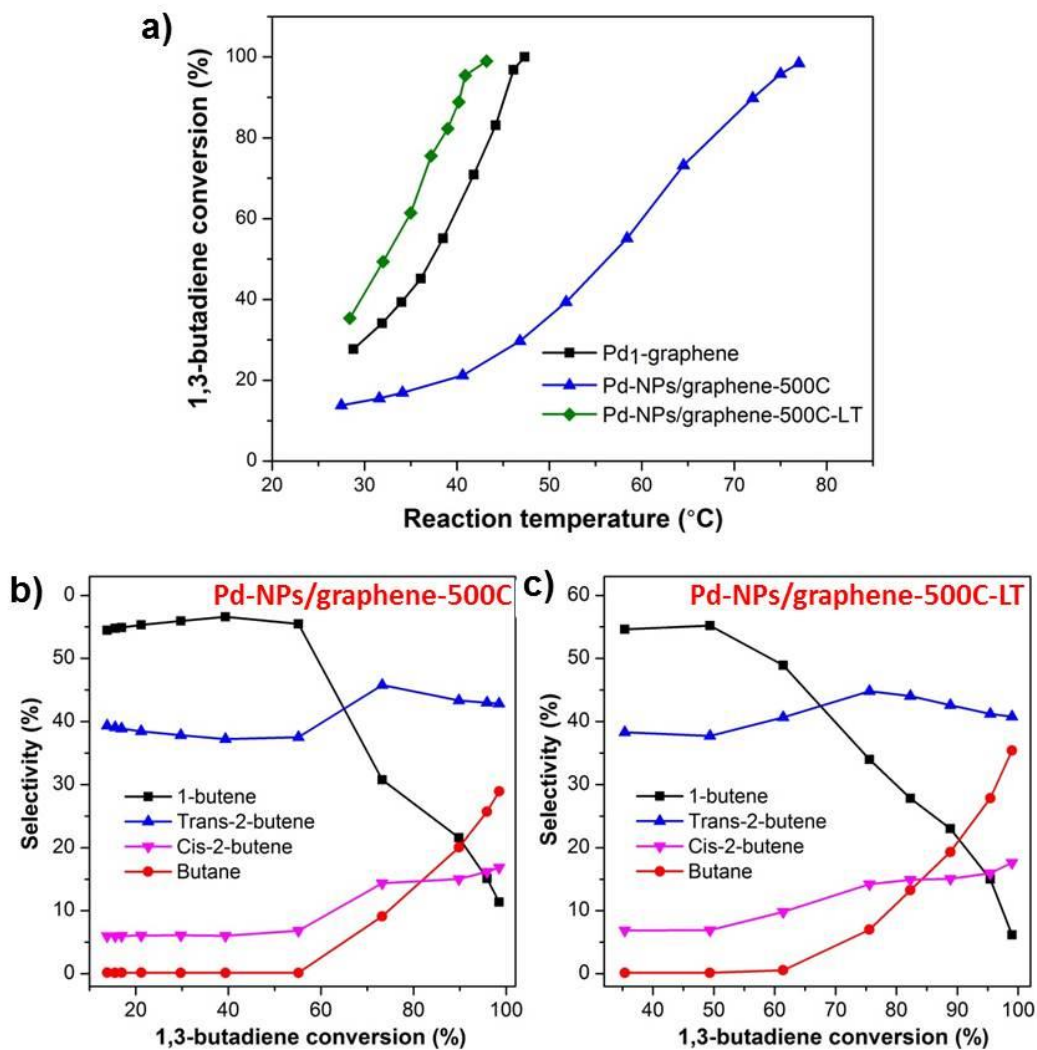 a)
1,3-butadiene conversion (%)
100
80
60
40
20
0
Pd1-graphene
Pd-NPs/graphene-500C
Pd-NPs/graphene-500C-LT
20 30 40 50 60 70 80
Reaction temperature (°C)
b)
Pd-NPs/graphene-500C
Selectivity (%)
0
50
40
30
20
10
0
1-butene
Trans-2-butene
Cis-2-butene
Butane
20 40 60 80 100
1,3-butadiene conversion (%)
c)
Pd-NPs/graphene-500C-LT
Selectivity (%)
60
50
40
30
20
10
0
1-butene
Trans-2-butene
Cis-2-butene
Butane
40 50 60 70 80 90 100
1,3-butadiene conversion (%)